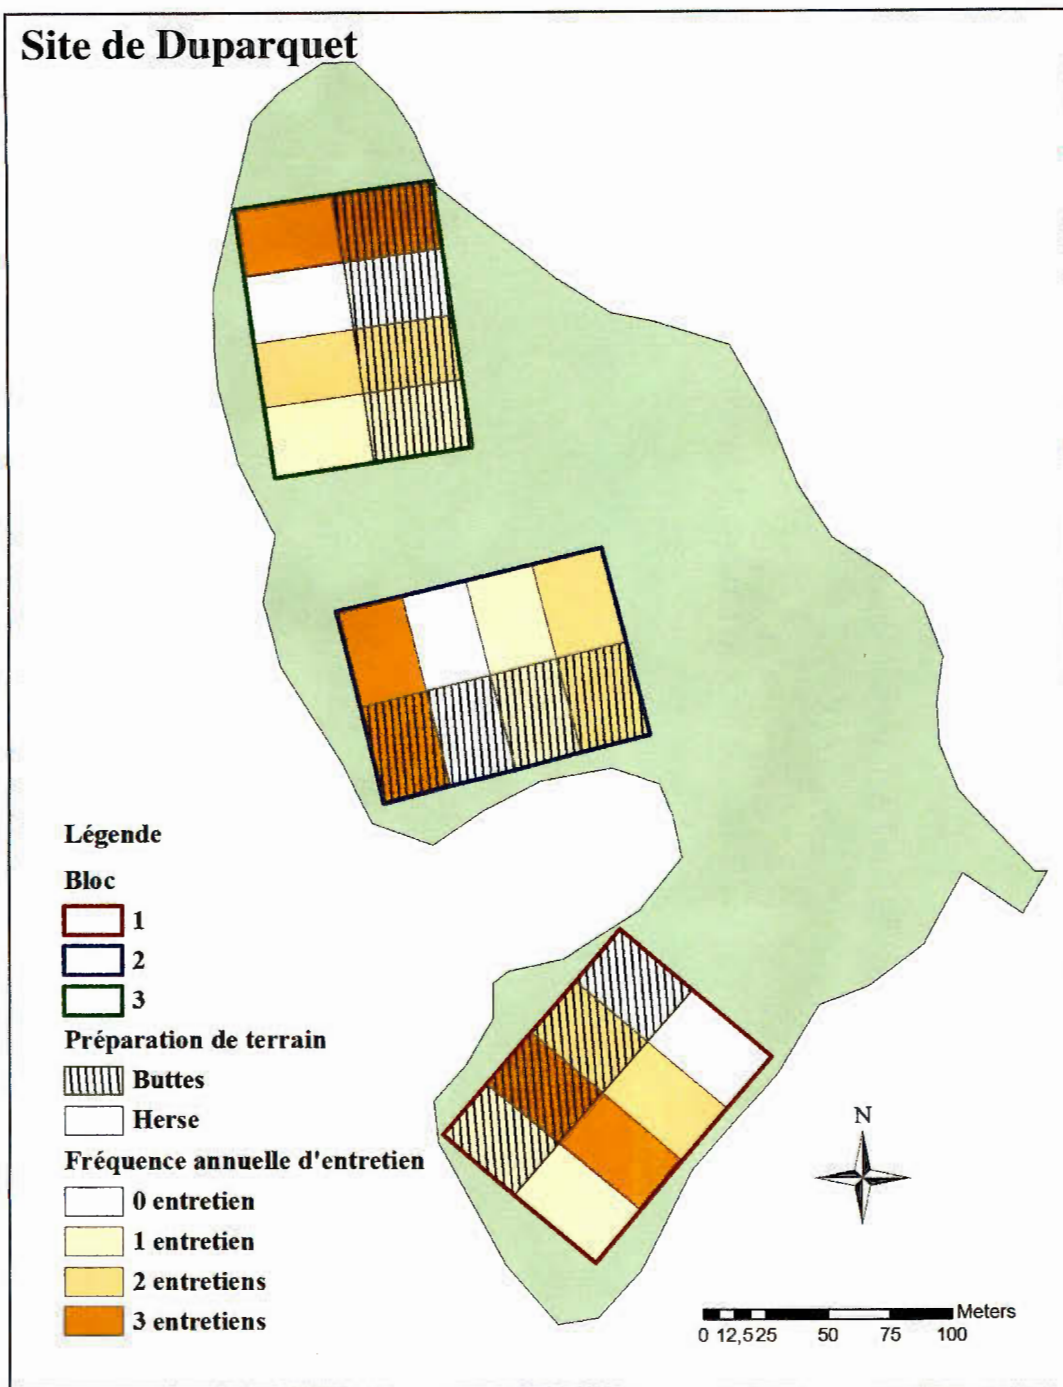 Site de Duparquet
Légende
Bloc
1
2
3
Préparation de terrain
Buttes
Herse
Fréquence annuelle d'entretien
0 entretien
1 entretien
2 entretiens
3 entretiens
N
Meters
0 12,525 50 75 100